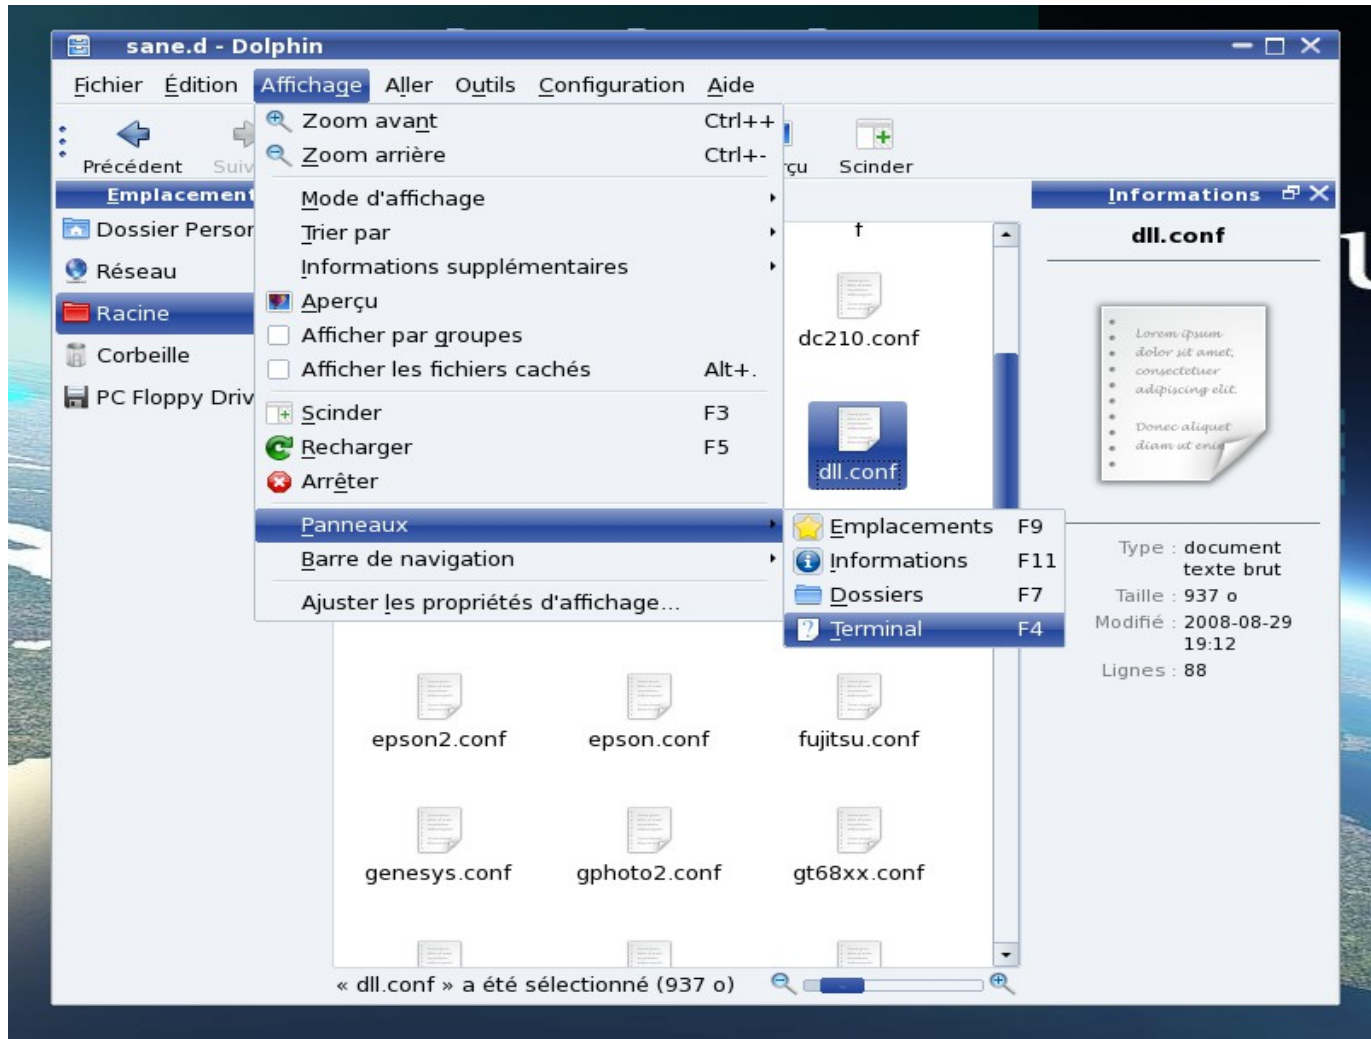 sane.d - Dolphin
Fichier Édition Affichage Aller Outils Configuration Aide
Précédent Scinder
Zoom avant Ctrl++
Zoom arrière Ctrl+-
Mode d'affichage
Trier par
Informations supplémentaires
Aperçu
Afficher par groupes
Afficher les fichiers cachés Alt+.
Scinder F3
Recharger F5
Arrêter
Panneaux
Barre de navigation
Ajuster les propriétés d'affichage...
Emplacements F9
Informations F11
Dossiers F7
Terminal F4
Emplacement
Dossier Person
Réseau
Racine
Corbeille
PC Floppy Driv
dc210.conf
dll.conf
epson2.conf epson.conf fujitsu.conf
genesys.conf gphoto2.conf gt68xx.conf
« dll.conf » a été sélectionné (937 o)
Informations
dll.conf
Lorem ipsum
dolor sit amet,
consectetuer
adipiscing elit.
Donec aliquet
diam ut enim
Type : document
texte brut
Taille : 937 o
Modifié : 2008-08-29
19:12
Lignes : 88